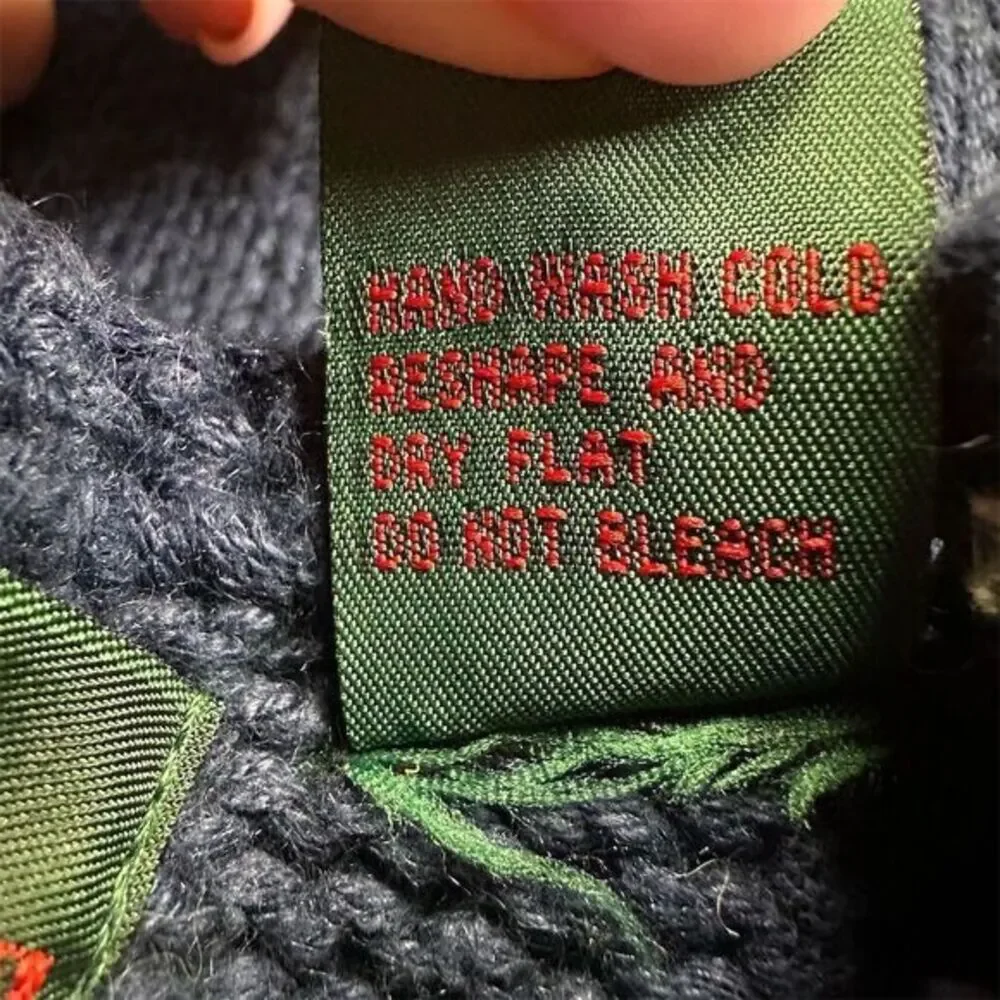 HAND WASH COLD
RESHAPE AND
DRY FLAT
DO NOT BLEACH